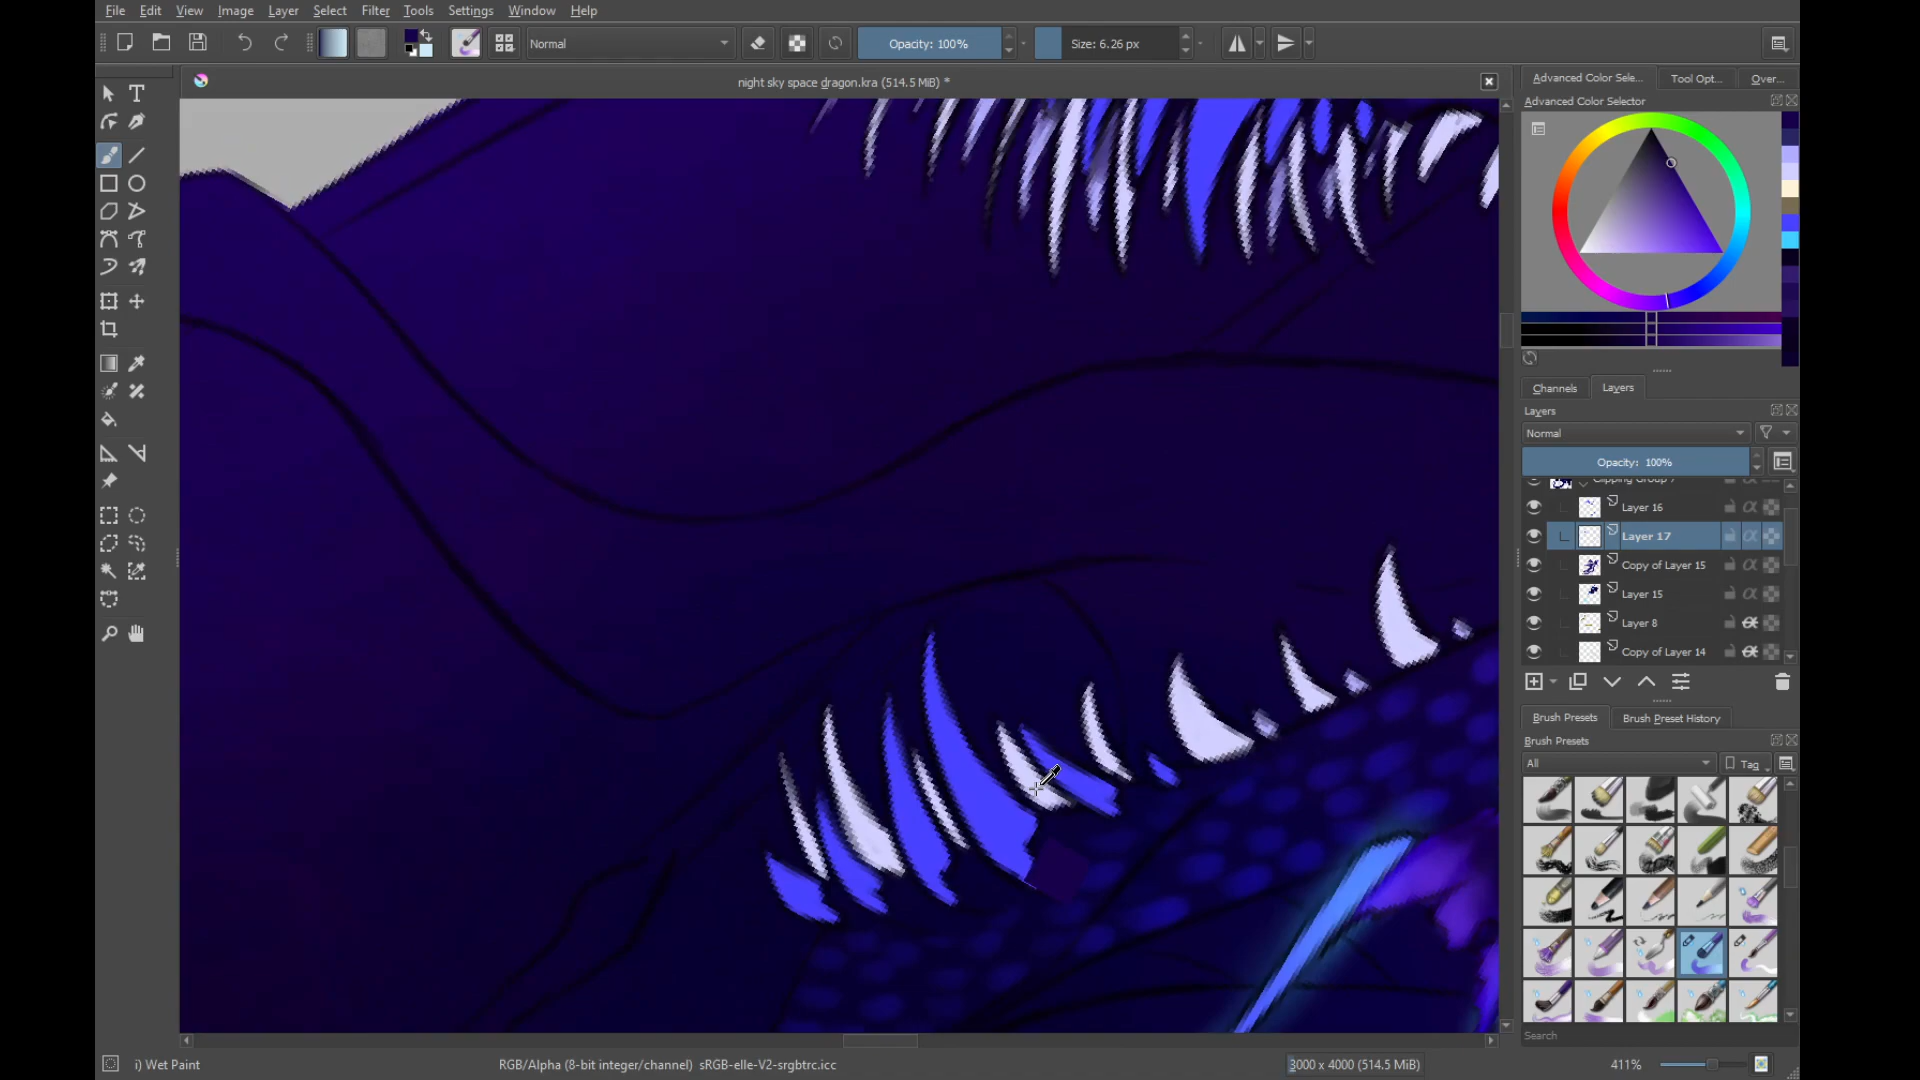 File Edit View Image Layer Select Filter Tools Settings Window Help
Normal
Opacity: 100%
Size: 6.26 px
night sky space dragon.kra (514.5 MiB) *
Advanced Color Sele...
Tool Opt...
Over...
Advanced Color Selector
Channels
Layers
Layers
Normal
Opacity: 100%
Clipping Group 7
Layer 16
Layer 17
Copy of Layer 15
Layer 15
Layer 8
Copy of Layer 14
Brush Presets
Brush Preset History
Brush Presets
All
Tag
Search
i) Wet Paint
RGB/Alpha (8-bit integer/channel) sRGB-elle-V2-srgbtrc.icc
3000 x 4000 (514.5 MiB)
411%